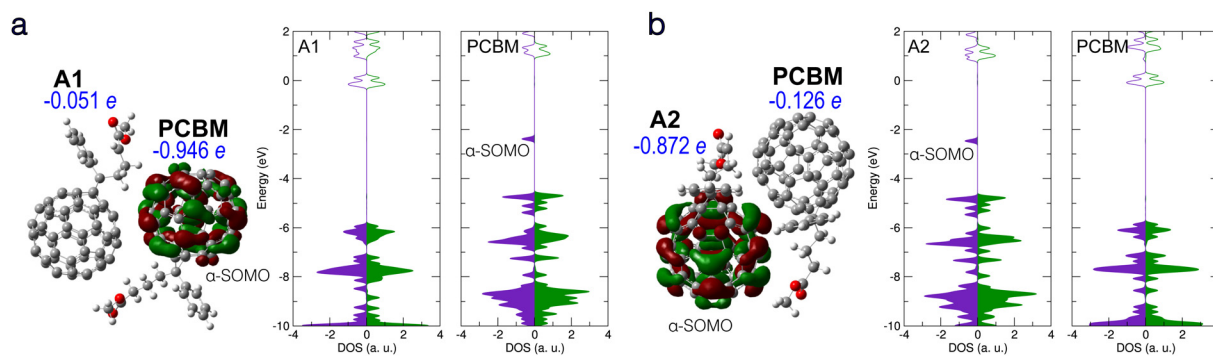 a
A1
-0.051 e
PCBM
-0.946 e
α-SOMO
A1
PCBM
α-SOMO
Energy (eV)
2
0
-2
-4
-6
-8
-10
-4 -2 0 2 4
-4 -2 0 2 4
DOS (a. u.)
DOS (a. u.)
b
PCBM
-0.126 e
A2
-0.872 e
α-SOMO
A2
PCBM
α-SOMO
Energy (eV)
2
0
-2
-4
-6
-8
-10
-4 -2 0 2 4
-4 -2 0 2
DOS (a. u.)
DOS (a. u.)